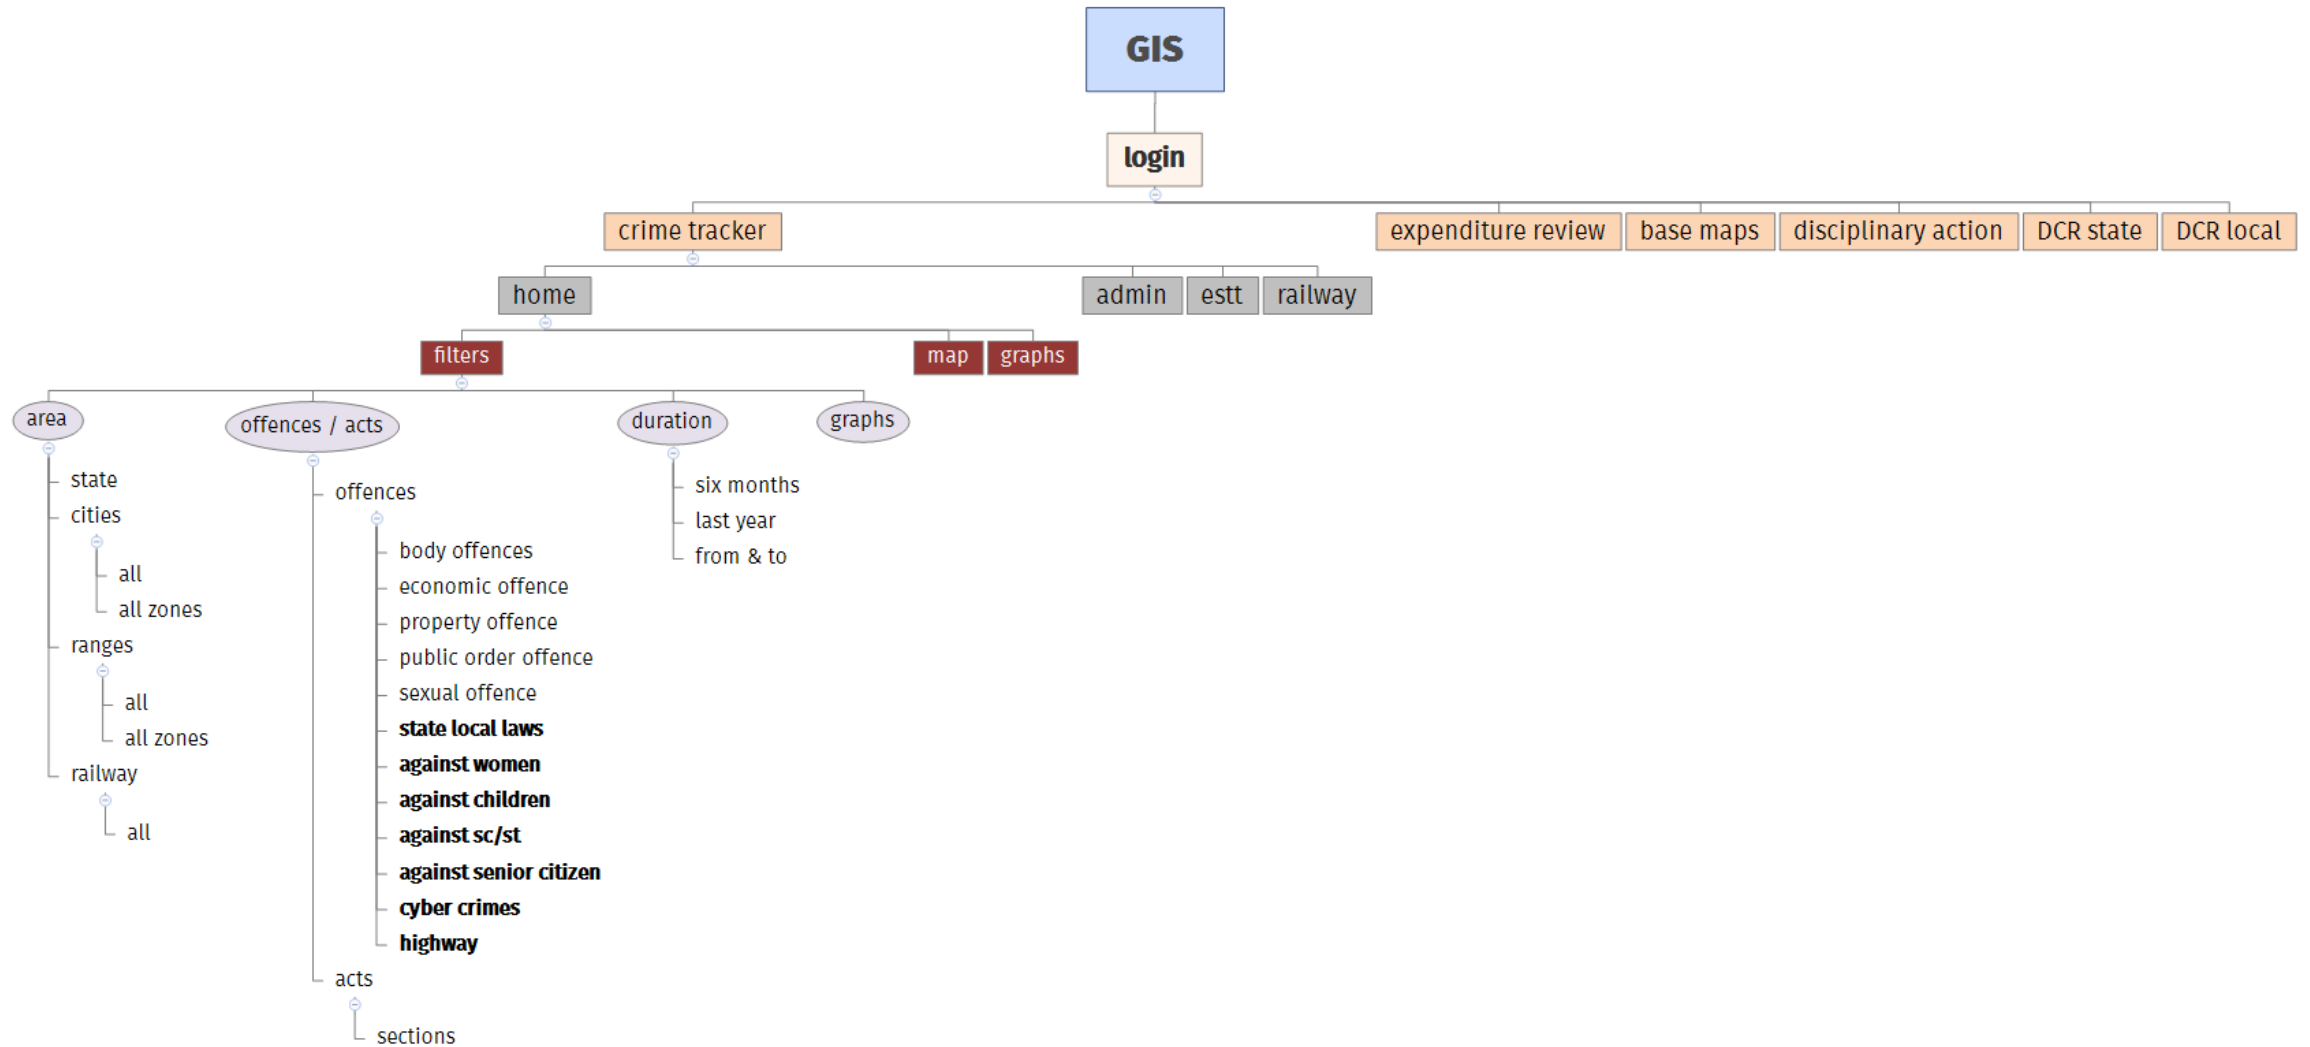 GIS
login
crime tracker
expenditure review
base maps
disciplinary action
DCR state
DCR local
home
admin
estt
railway
filters
map
graphs
area
offences / acts
duration
graphs
state
cities
all
all zones
ranges
all
all zones
railway
all
offences
body offences
economic offence
property offence
public order offence
sexual offence
state local laws
against women
against children
against sc/st
against senior citizen
cyber crimes
highway
acts
sections
six months
last year
from & to